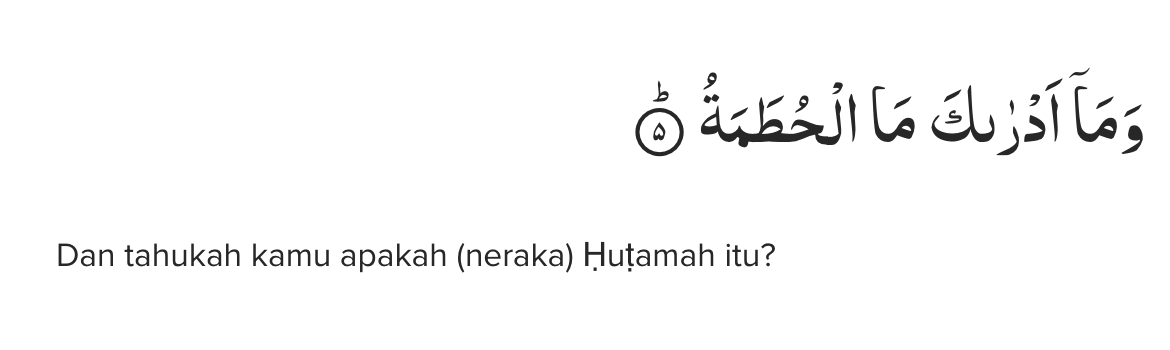 وَمَآ اَدْرٰىكَ مَا الْحُطَمَةُ ۗ ۝٥
Dan tahukah kamu apakah (neraka) Ḥuṭamah itu?